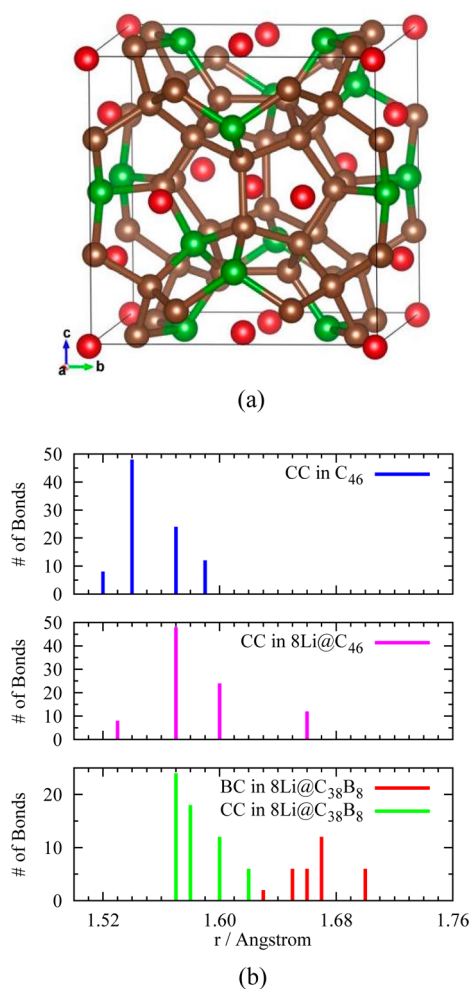 c
a b
(a)
50
40
30
20
10
0
# of Bonds
CC in C46
50
40
30
20
10
0
# of Bonds
CC in 8Li@C46
20
10
0
# of Bonds
BC in 8Li@C38B8
CC in 8Li@C38B8
1.52 1.60 1.68 1.76
r / Angstrom
(b)